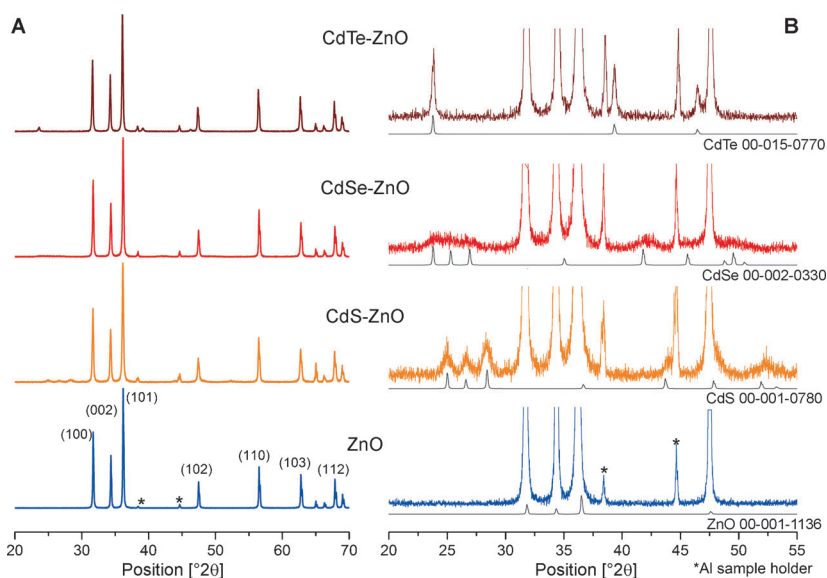 A
B
CdTe-ZnO
CdTe 00-015-0770
CdSe-ZnO
CdSe 00-002-0330
CdS-ZnO
CdS 00-001-0780
(101)
(002)
(100)
ZnO
(110)
(103)
(112)
(102)
*
*
*
*
ZnO 00-001-1136
20 30 40 50 60 70
20 25 30 35 40 45 50 55
Position [°2θ]
Position [°2θ]
*Al sample holder